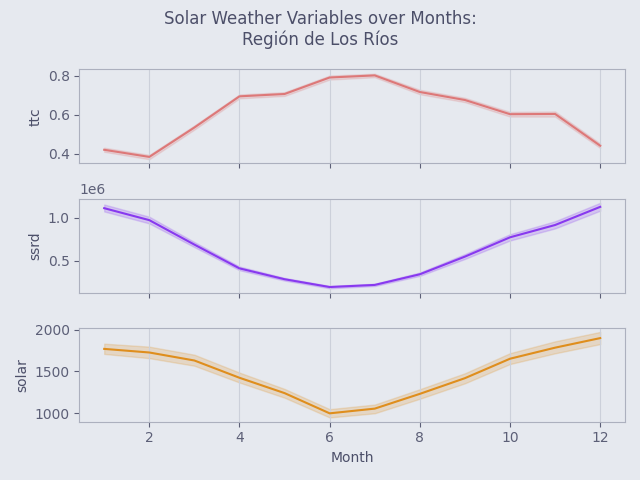 Solar Weather Variables over Months:
Región de Los Ríos
0.8
0.6
0.4
ttc
1e6
1.0
0.5
ssrd
2000
1500
1000
solar
2 4 6 8 10 12
Month